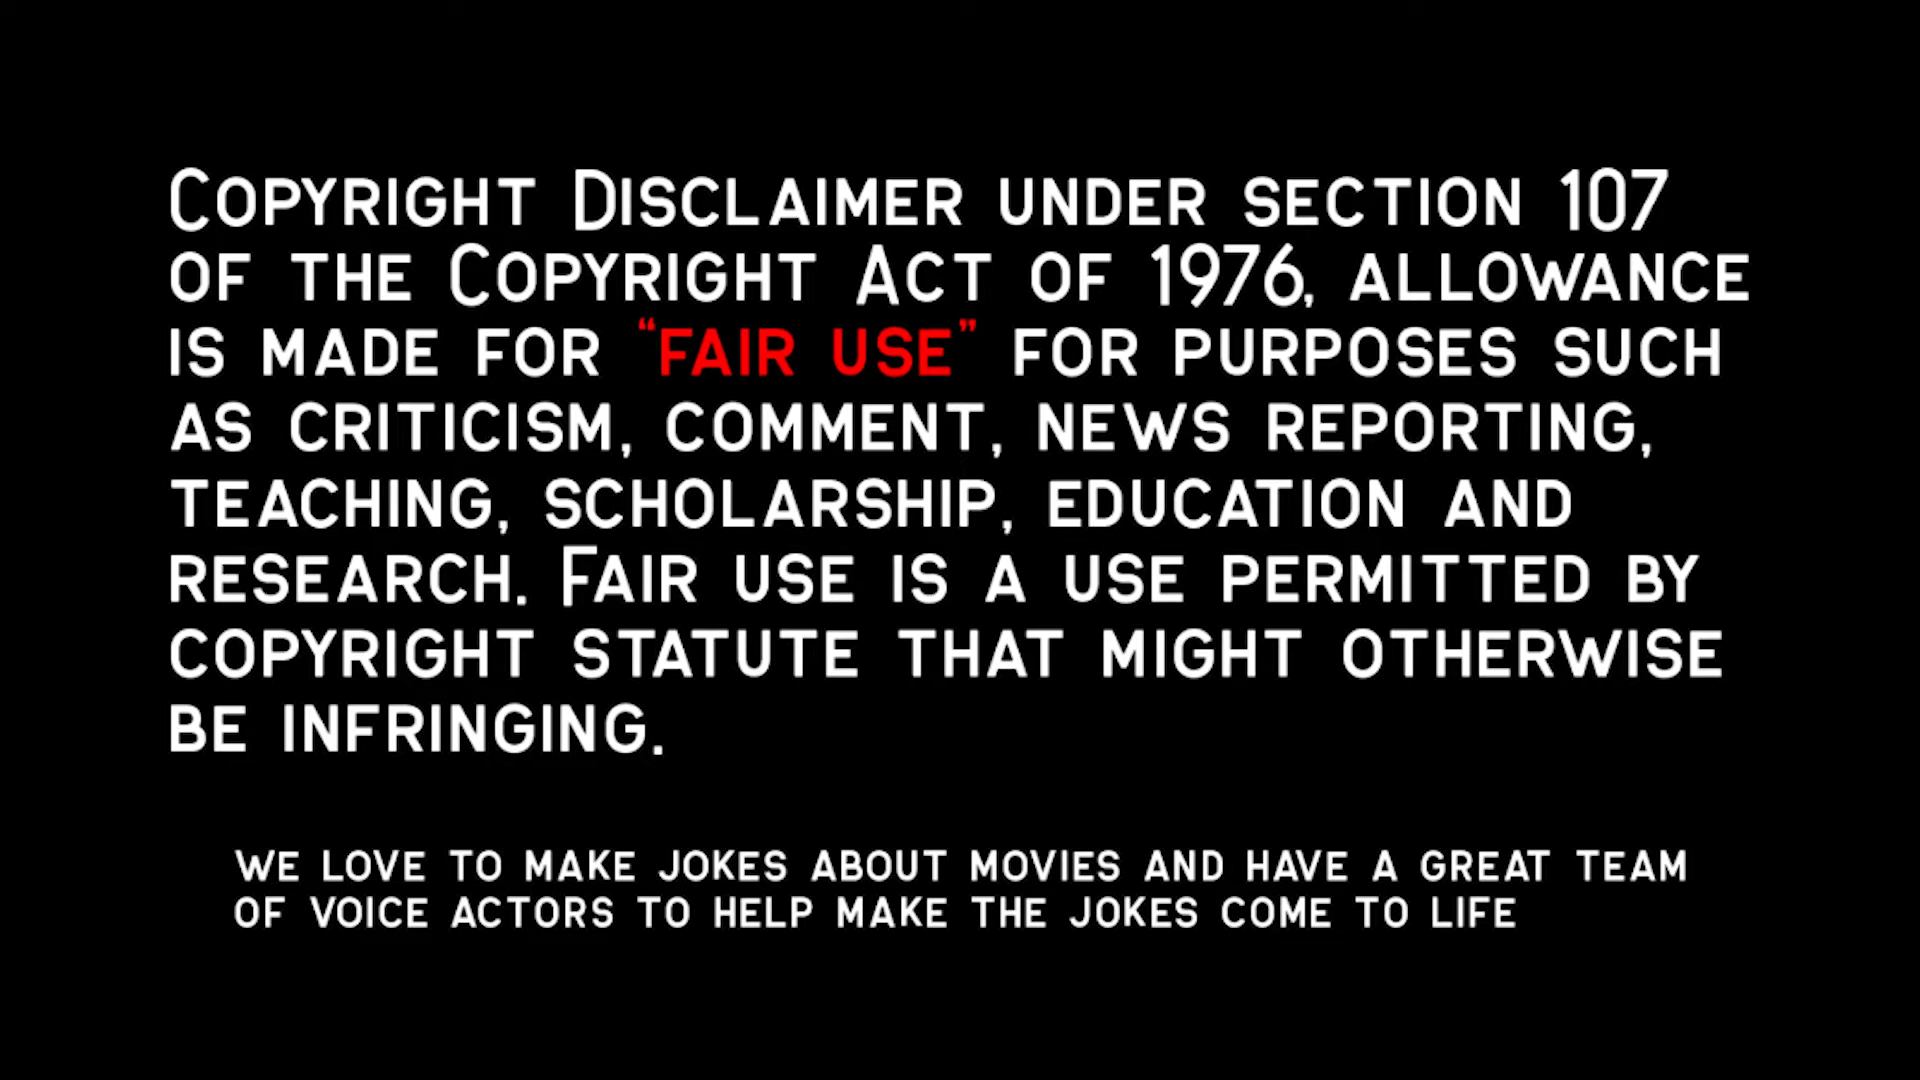 Copyright Disclaimer under section 107
of the Copyright Act of 1976, allowance
is made for “fair use” for purposes such
as criticism, comment, news reporting,
teaching, scholarship, education and
research. Fair use is a use permitted by
copyright statute that might otherwise
be infringing.
we love to make jokes about movies and have a great team
of voice actors to help make the jokes come to life